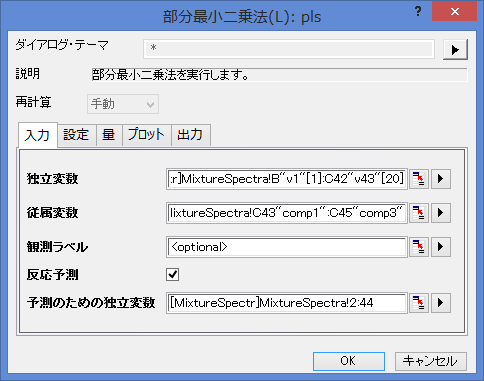 部分最小二乗法(L): pls
ダイアログ・テーマ *
説明 部分最小二乗法を実行します。
再計算 手動
入力 設定 量 プロット 出力
独立変数 :r]MixtureSpectra!B"v1"[1]:C42"v43"[20]
従属変数 lixtureSpectra!C43"comp1":C45"comp3"
観測ラベル <optional>
反応予測
予測のための独立変数 [MixtureSpectr]MixtureSpectra!2:44
OK キャンセル